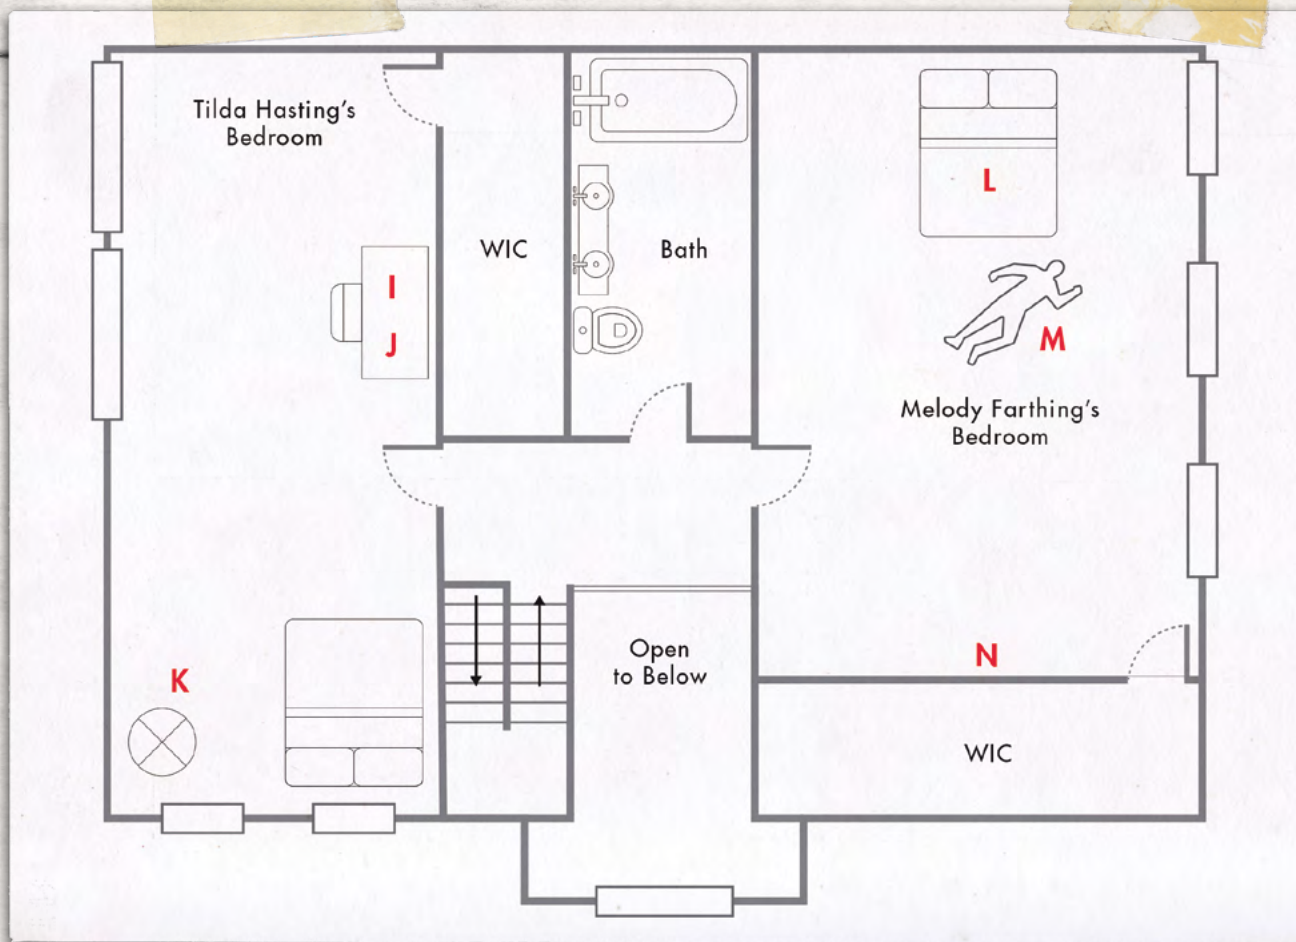 Tilda Hasting's
Bedroom
L
WIC
Bath
I
J
M
Melody Farthing's
Bedroom
Open
to Below
N
K
WIC